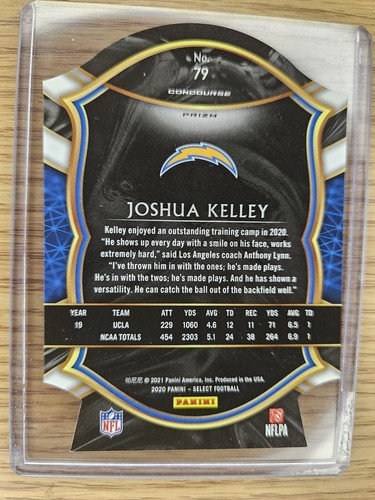 No.
79
CONCOURSE
PRIZM
JOSHUA KELLEY
Kelley enjoyed an outstanding training camp in 2020.
"He shows up every day with a smile on his face, works
extremely hard," said Los Angeles coach Anthony Lynn.
"I've thrown him in with the ones; he's made plays.
He's in with the twos; he's made plays. And he has shown a
versatility. He can catch the ball out of the backfield well."
YEAR TEAM ATT YDS AVG TD REC YDS AVG TD
19 UCLA 229 1060 4.6 12 11 71 6.5 1
NCAA TOTALS 454 2303 5.1 24 38 264 6.9 1
© 2021 Panini America, Inc. Produced in the USA.
2020 PANINI - SELECT FOOTBALL
NFL
PANINI
NFLPA